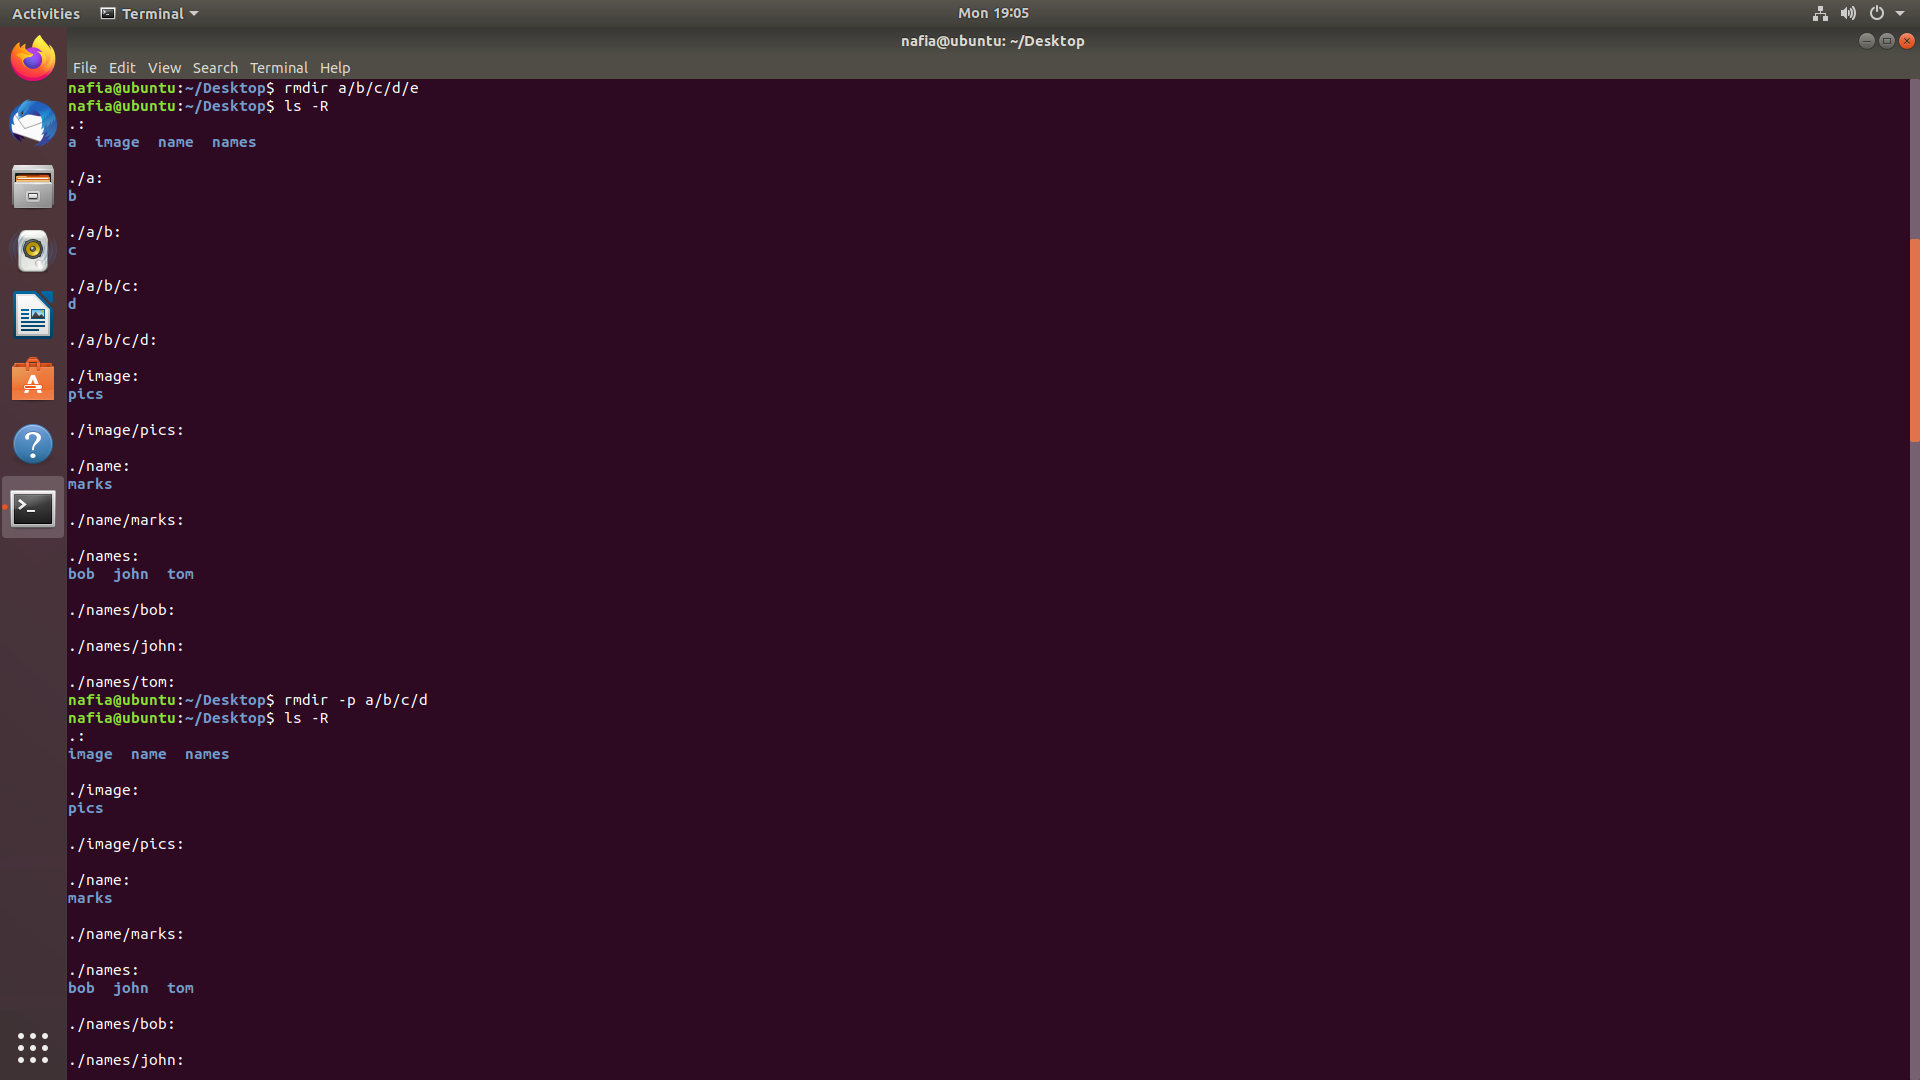 Activities Terminal Mon 19:05
nafia@ubuntu: ~/Desktop
File Edit View Search Terminal Help
nafia@ubuntu:~/Desktop$ rmdir a/b/c/d/e
nafia@ubuntu:~/Desktop$ ls -R
.:
a  image  name  names

./a:
b

./a/b:
c

./a/b/c:
d

./a/b/c/d:

./image:
pics

./image/pics:

./name:
marks

./name/marks:

./names:
bob  john  tom

./names/bob:

./names/john:

./names/tom:
nafia@ubuntu:~/Desktop$ rmdir -p a/b/c/d
nafia@ubuntu:~/Desktop$ ls -R
.:
image  name  names

./image:
pics

./image/pics:

./name:
marks

./name/marks:

./names:
bob  john  tom

./names/bob:

./names/john: